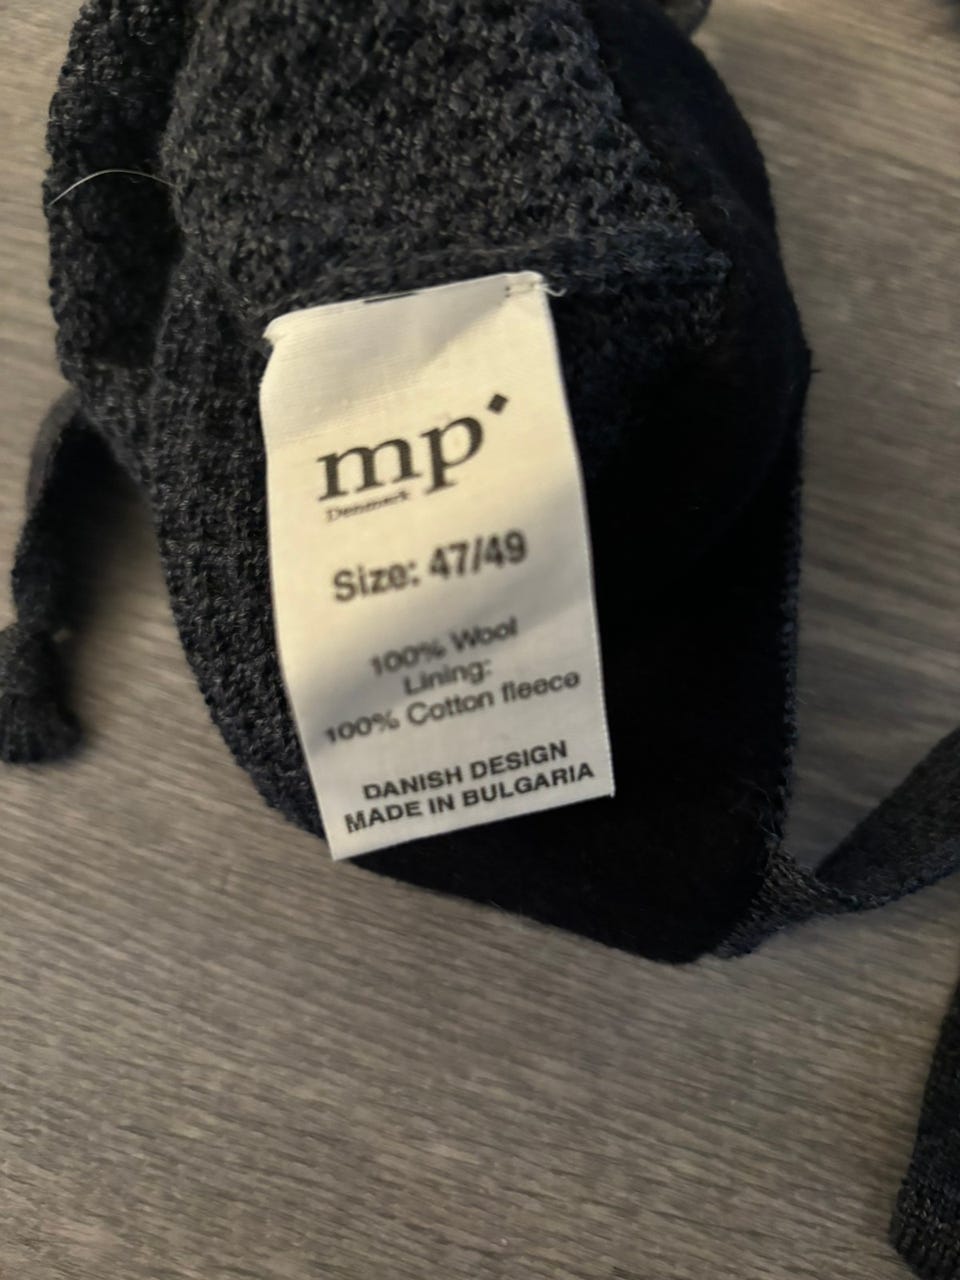 mp
Denmark
Size: 47/49
100% Wool
Lining:
100% Cotton fleece
DANISH DESIGN
MADE IN BULGARIA